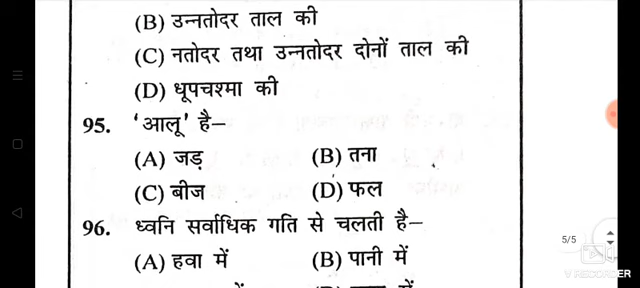 (B) उन्नतोदर ताल की
(C) नतोदर तथा उन्नतोदर दोनों ताल की
(D) धूपचश्मा की
95. 'आलू' है–
(A) जड़ (B) तना
(C) बीज (D) फल
96. ध्वनि सर्वाधिक गति से चलती है–
5/5
(A) हवा में (B) पानी में
V RECORDER